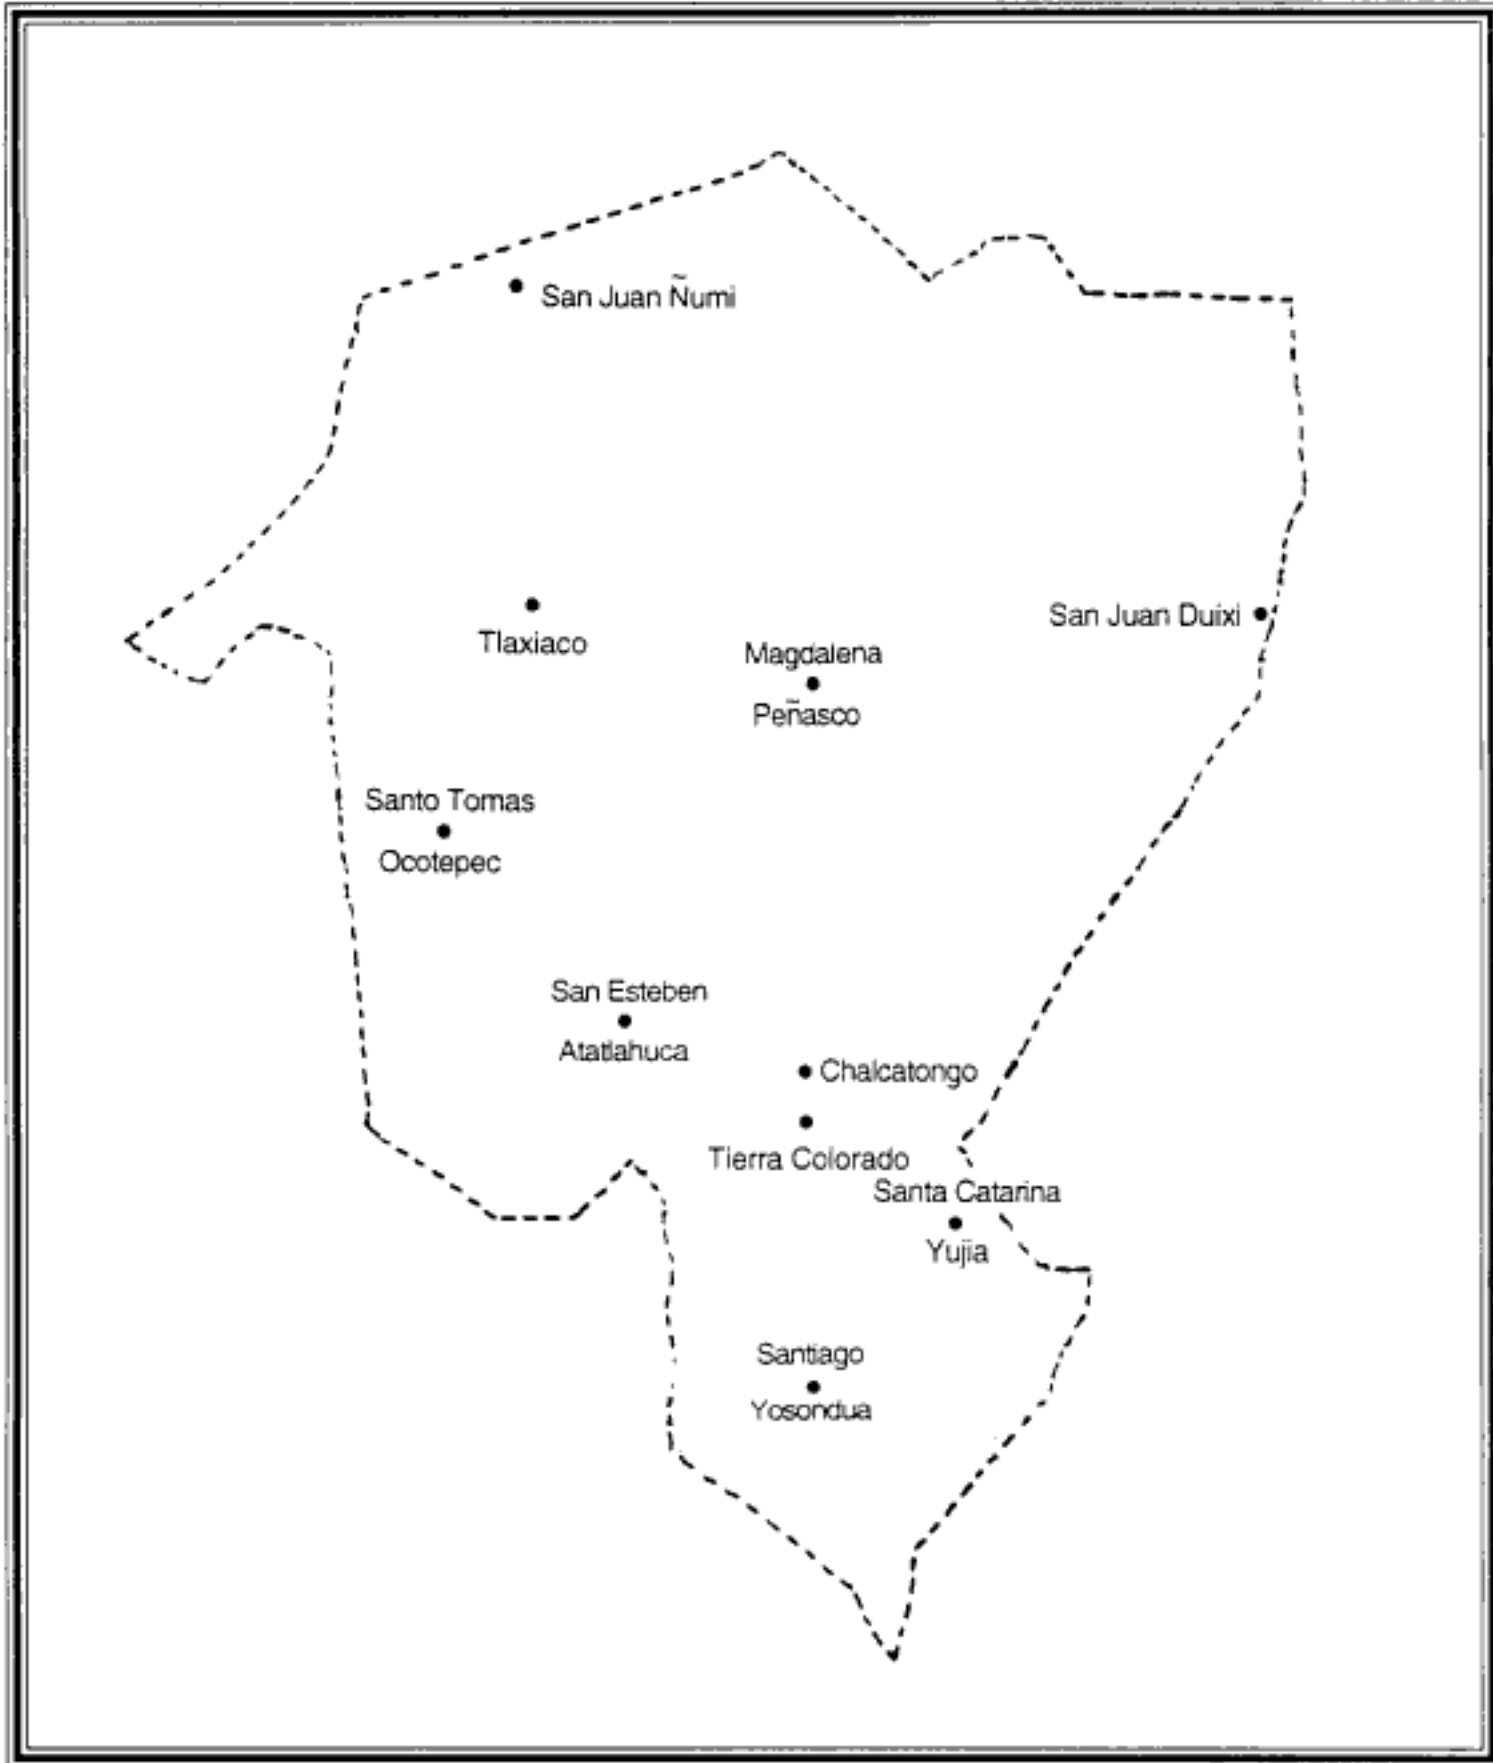 San Juan Ñumi
Tlaxiaco
San Juan Duixi
Magdalena
Peñasco
Santo Tomas
Ocotepec
San Esteben
Atatlahuca
Chalcatongo
Tierra Colorado
Santa Catarina
Yujia
Santiago
Yosondua